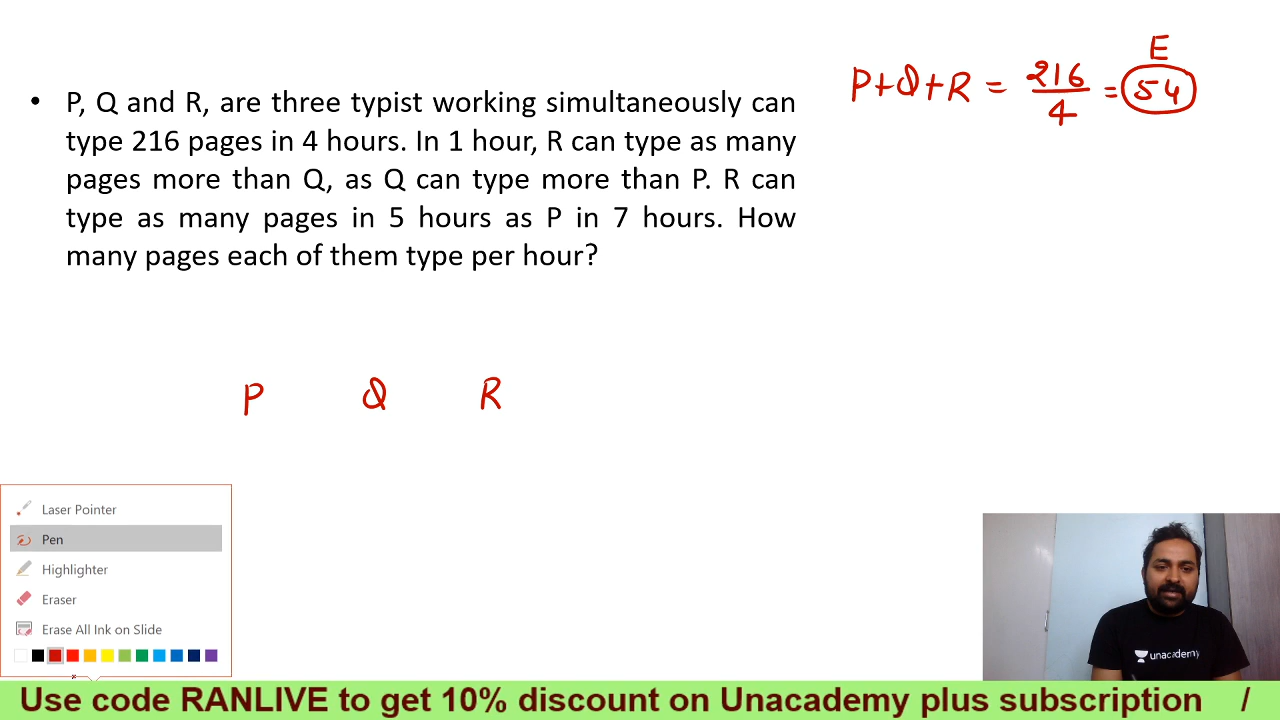 E
P+Q+R = 216/4 = 54
• P, Q and R, are three typist working simultaneously can
type 216 pages in 4 hours. In 1 hour, R can type as many
pages more than Q, as Q can type more than P. R can
type as many pages in 5 hours as P in 7 hours. How
many pages each of them type per hour?
P Q R
Laser Pointer
Pen
Highlighter
Eraser
Erase All Ink on Slide
unacademy
Use code RANLIVE to get 10% discount on Unacademy plus subscription /